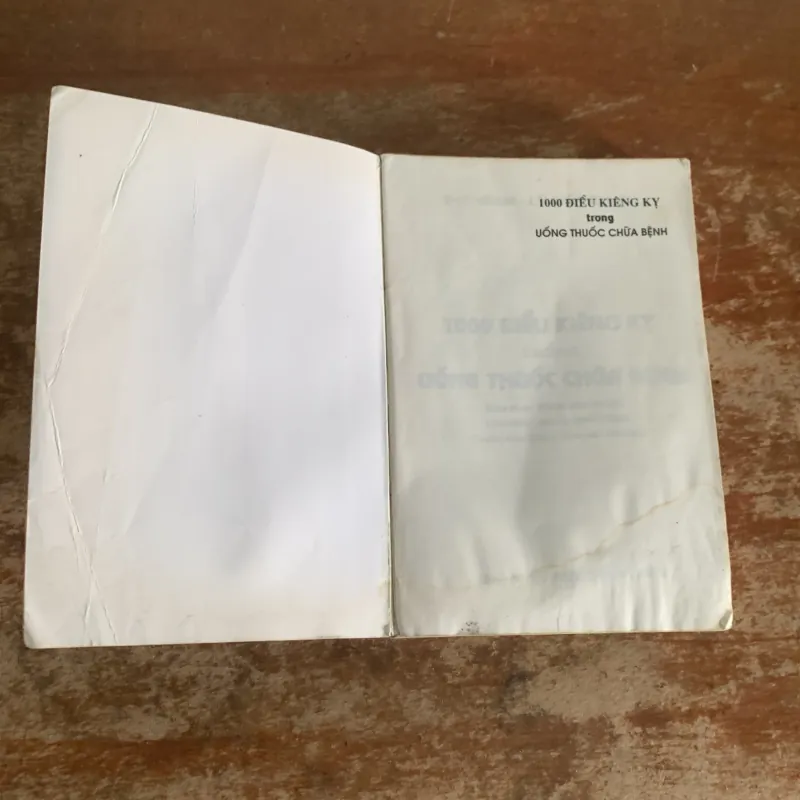 1000 ĐIỀU KIÊNG KỴ
trong
UỐNG THUỐC CHỮA BỆNH